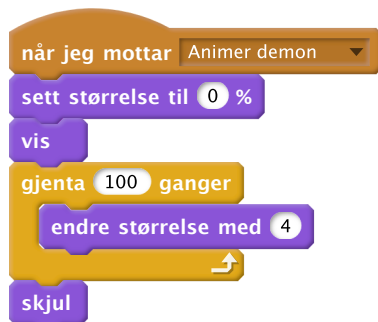 når jeg mottar Animer demon
sett størrelse til 0 %
vis
gjenta 100 ganger
endre størrelse med 4
skjul